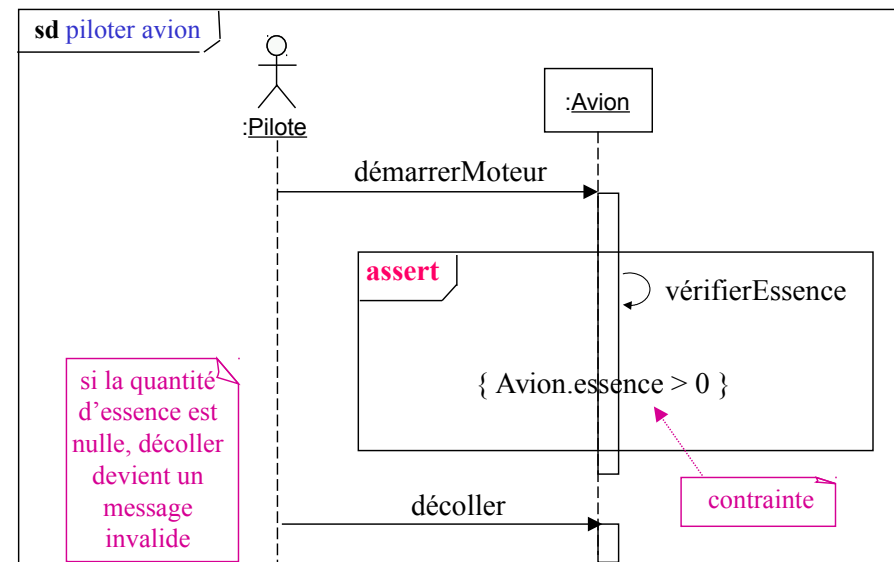 sd piloter avion
:Pilote
:Avion
démarrerMoteur
assert
vérifierEssence
{ Avion.essence > 0 }
si la quantité
d’essence est
nulle, décoller
devient un
message
invalide
contrainte
décoller